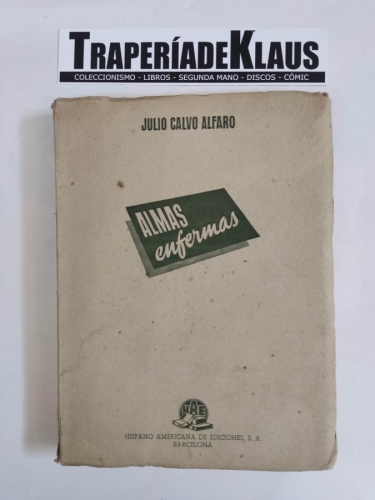 TRAPERÍADEKLAUS
COLECCIONISMO - LIBROS - SEGUNDA MANO - DISCOS - CÓMIC
JULIO CALVO ALFARO
ALMAS
enfermas
HAE
HISPANO AMERICANA DE EDICIONES, S. A.
BARCELONA